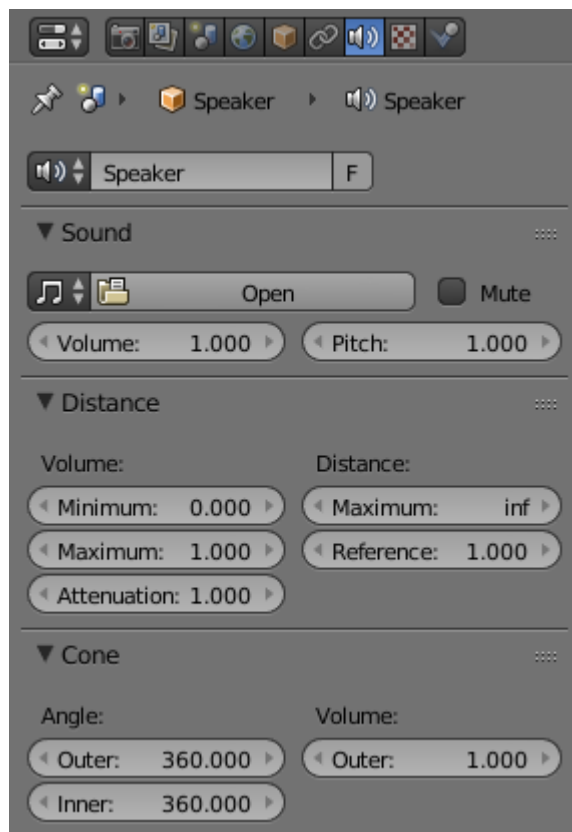 Speaker Speaker
Speaker F
Sound
Open Mute
Volume: 1.000 Pitch: 1.000
Distance
Volume: Distance:
Minimum: 0.000 Maximum: inf
Maximum: 1.000 Reference: 1.000
Attenuation: 1.000
Cone
Angle: Volume:
Outer: 360.000 Outer: 1.000
Inner: 360.000